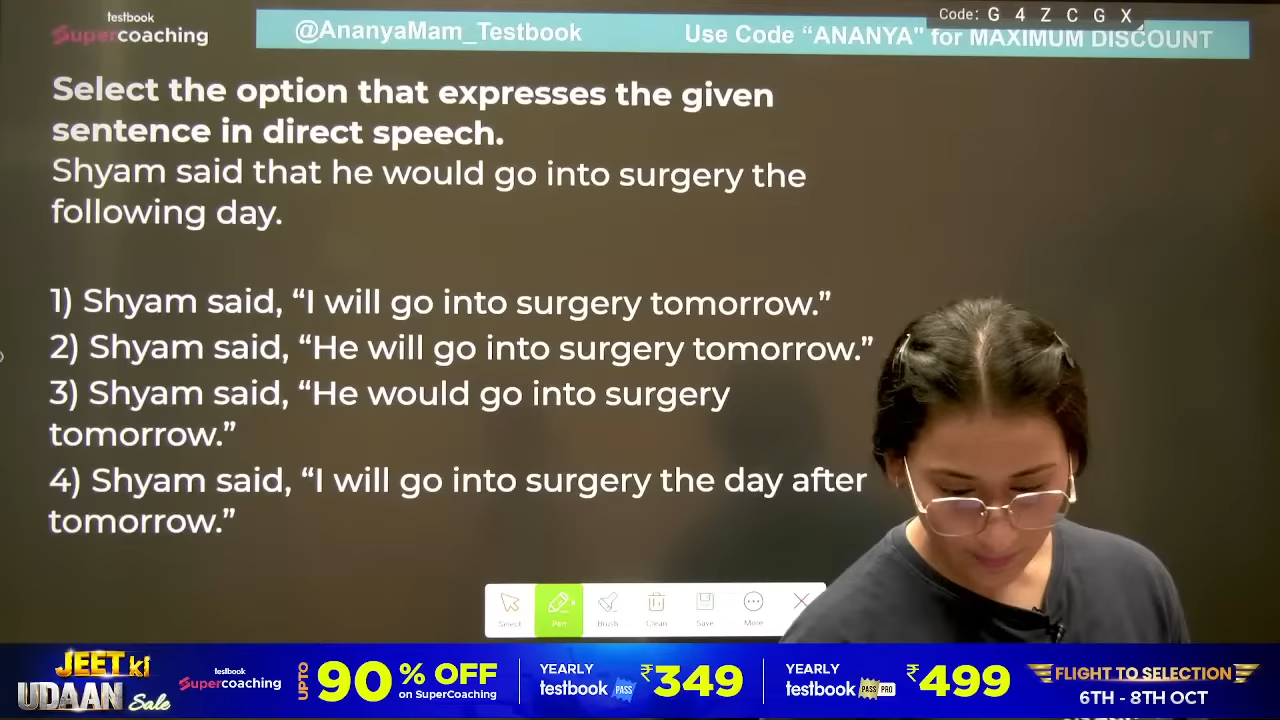 testbook
Supercoaching
@AnanyaMam_Testbook
Use Code “ANANYA" for MAXIMUM DISCOUNT
Code: G 4 Z C G X
Select the option that expresses the given
sentence in direct speech.
Shyam said that he would go into surgery the
following day.
1) Shyam said, “I will go into surgery tomorrow.”
2) Shyam said, “He will go into surgery tomorrow.”
3) Shyam said, “He would go into surgery
tomorrow.”
4) Shyam said, “I will go into surgery the day after
tomorrow.”
Select
Pen
Brush
Clean
Save
More
JEET ki
UDAAN Sale
testbook
Supercoaching
UPTO 90% OFF
on SuperCoaching
YEARLY
testbook PASS
₹349
YEARLY
testbook PASS PRO
₹499
FLIGHT TO SELECTION
6TH - 8TH OCT